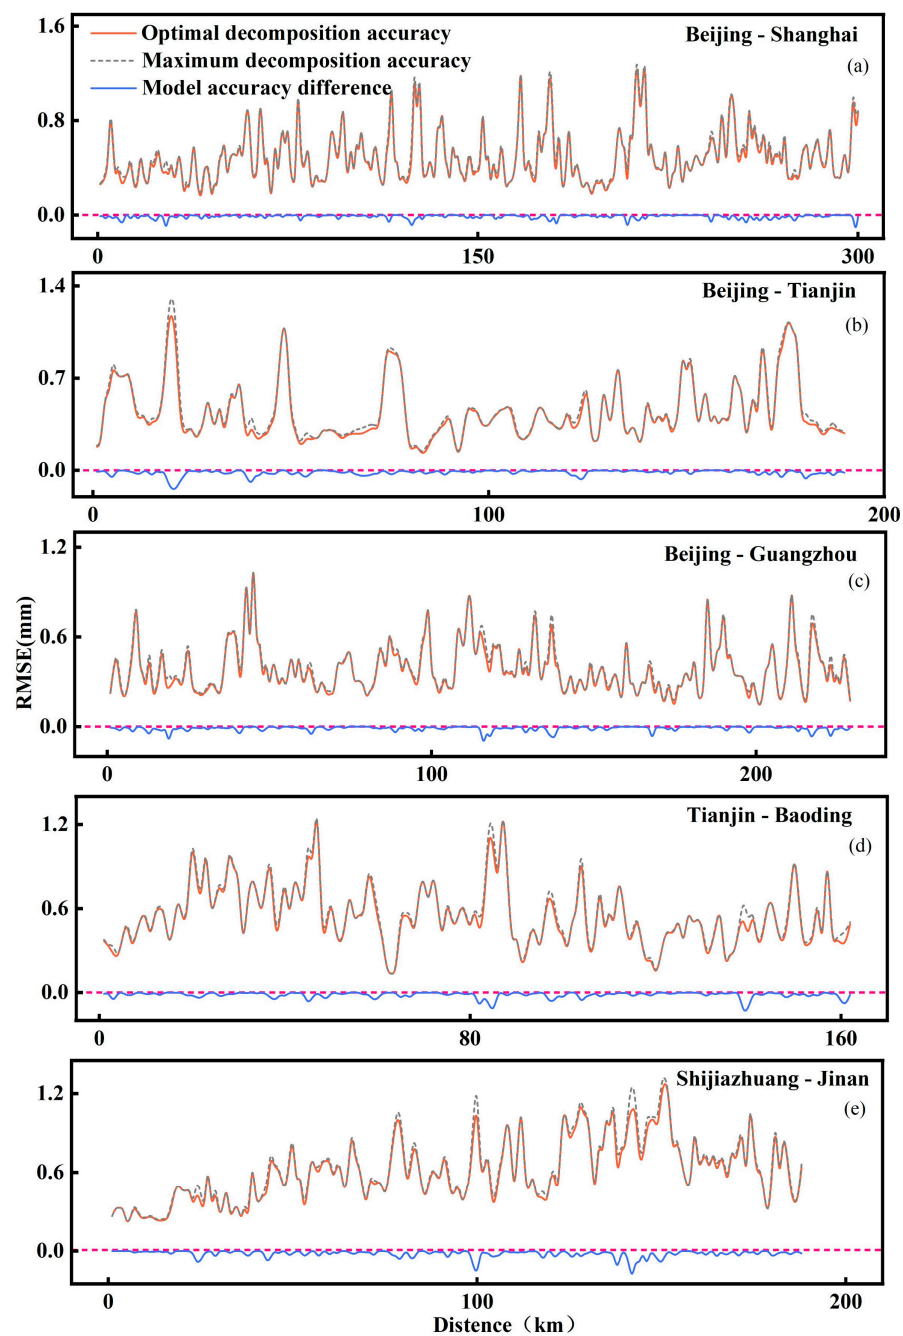 1.6
Optimal decomposition accuracy
Beijing - Shanghai
Maximum decomposition accuracy
(a)
Model accuracy difference
0.8
0.0
0
150
300
1.4
Beijing - Tianjin
(b)
0.7
0.0
0
100
200
1.2
Beijing - Guangzhou
(c)
0.6
RMSE(mm)
0.0
0
100
200
1.2
Tianjin - Baoding
(d)
0.6
0.0
0
80
160
1.2
Shijiazhuang - Jinan
(e)
0.6
0.0
0
100
200
Distence（km）